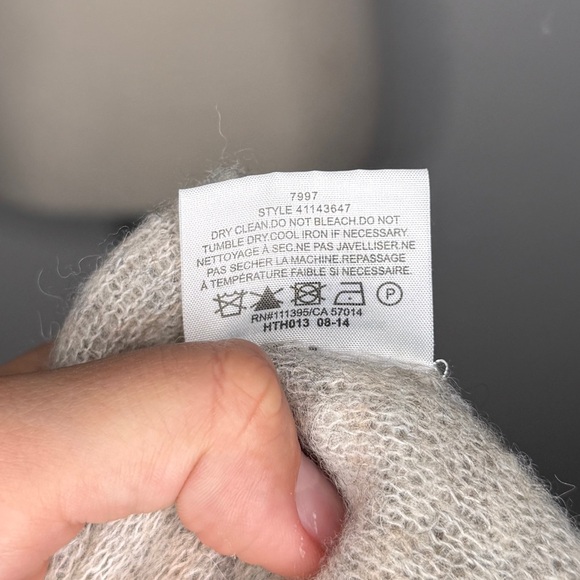 7997
STYLE 41143647
DRY CLEAN.DO NOT BLEACH.DO NOT
TUMBLE DRY.COOL IRON IF NECESSARY.
NETTOYAGE À SEC.NE PAS JAVELLISER.NE
PAS SECHER LA MACHINE.REPASSAGE
À TEMPÉRATURE FAIBLE SI NÉCESSAIRE.
P
RN#111395/CA 57014
HTH013 08-14